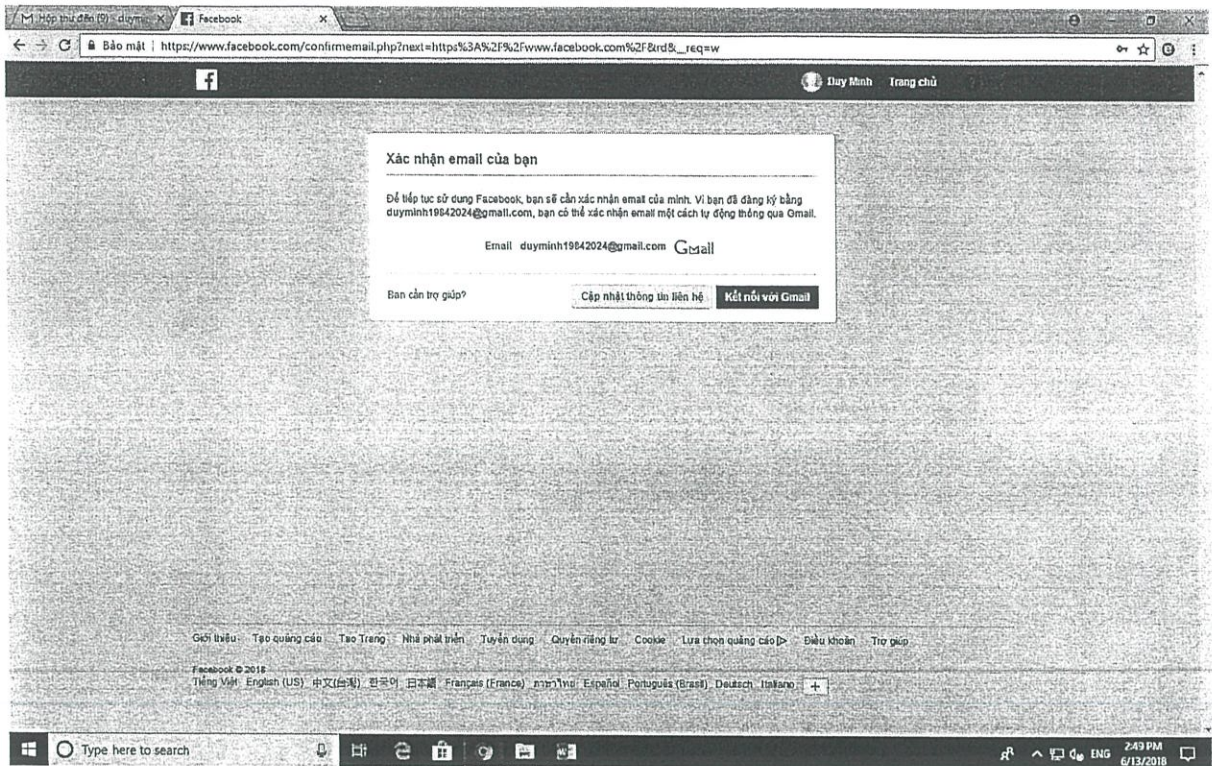 Hộp thư đến (9) - duymin
Facebook
Bảo mật | https://www.facebook.com/confirmemail.php?next=https%3A%2F%2Fwww.facebook.com%2F&rd&__req=w
Duy Minh Trang chủ
Xác nhận email của bạn
Để tiếp tục sử dụng Facebook, bạn sẽ cần xác nhận email của mình. Vì bạn đã đăng ký bằng
duyminh19842024@gmail.com, bạn có thể xác nhận email một cách tự động thông qua Gmail.
Email duyminh19842024@gmail.com Gmail
Bạn cần trợ giúp? Cập nhật thông tin liên hệ Kết nối với Gmail
Giới thiệu Tạo quảng cáo Tạo Trang Nhà phát triển Tuyển dụng Quyền riêng tư Cookie Lựa chọn quảng cáo Điều khoản Trợ giúp
Facebook © 2018
Tiếng Việt English (US) 中文(台灣) 한국어 日本語 Français (France) ภาษาไทย Español Português (Brasil) Deutsch Italiano
Type here to search
ENG 2:49 PM
6/13/2018